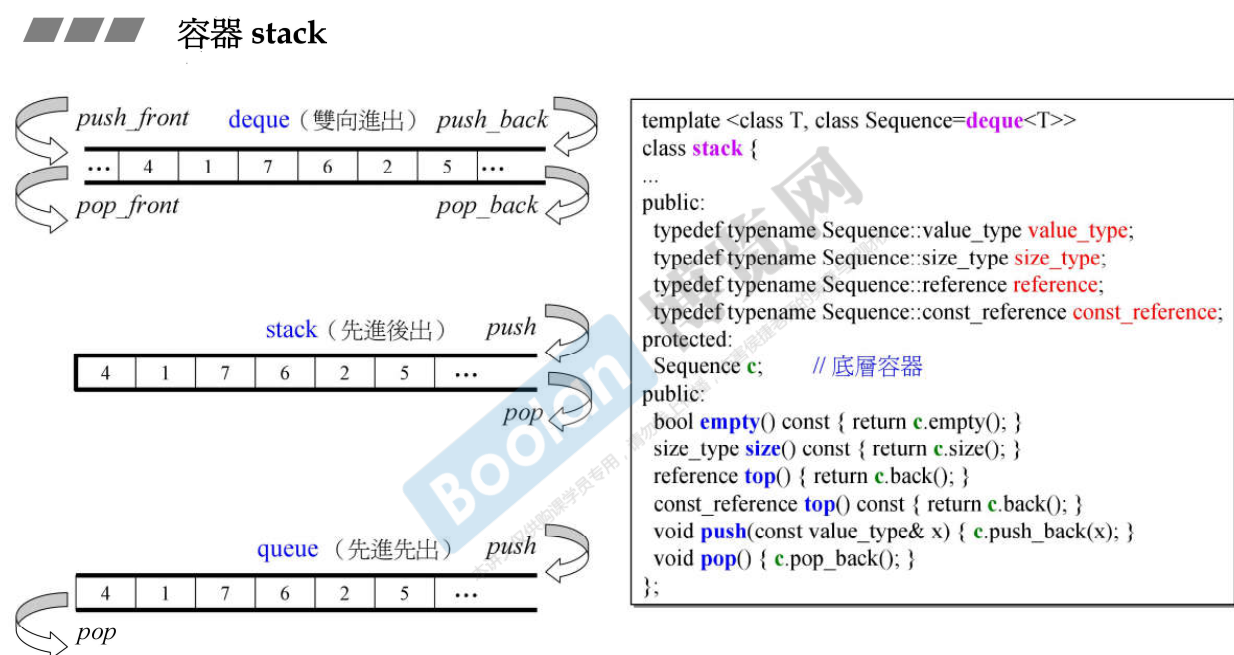 容器 stack
push_front deque（雙向進出） push_back
... 4 1 7 6 2 5 ...
pop_front pop_back
stack（先進後出） push
4 1 7 6 2 5 ...
pop
queue （先進先出） push
4 1 7 6 2 5 ...
pop
template <class T, class Sequence=deque<T>>
class stack {
...
public:
typedef typename Sequence::value_type value_type;
typedef typename Sequence::size_type size_type;
typedef typename Sequence::reference reference;
typedef typename Sequence::const_reference const_reference;
protected:
Sequence c; // 底層容器
public:
bool empty() const { return c.empty(); }
size_type size() const { return c.size(); }
reference top() { return c.back(); }
const_reference top() const { return c.back(); }
void push(const value_type& x) { c.push_back(x); }
void pop() { c.pop_back(); }
};
Boolan 博览网